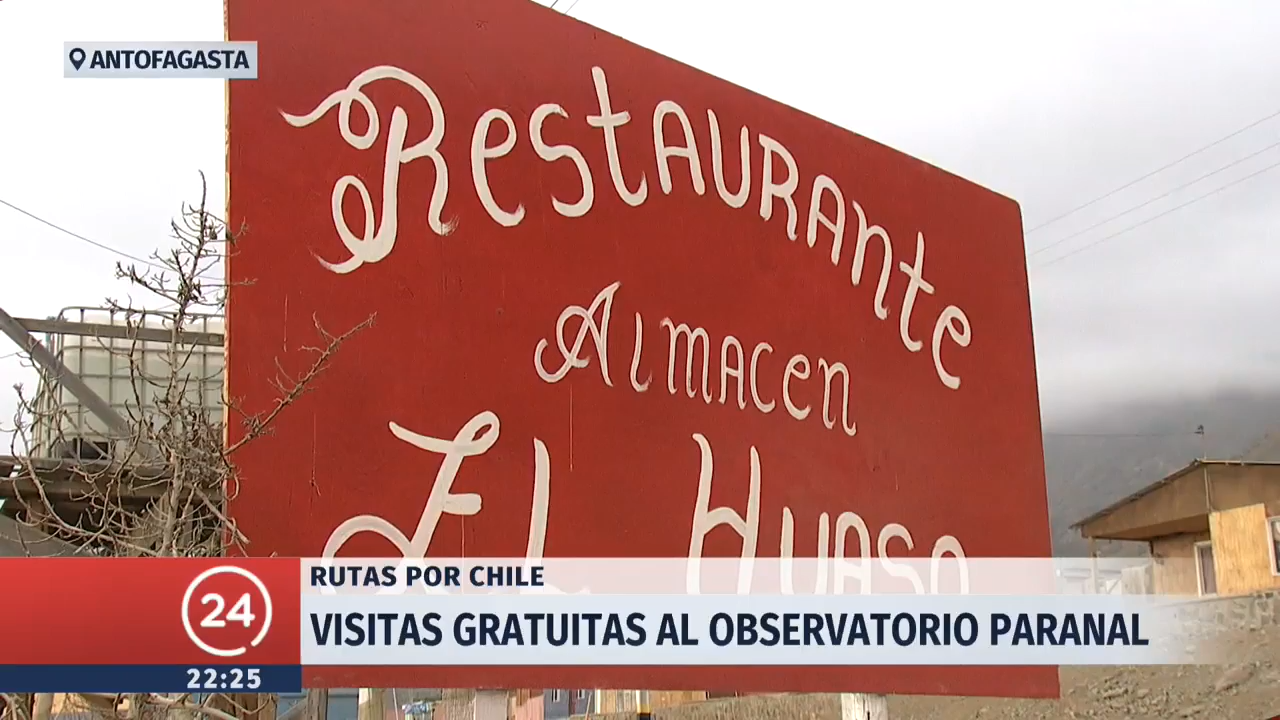 ANTOFAGASTA
Restaurante
Almacen
El Huaso
RUTAS POR CHILE
24
VISITAS GRATUITAS AL OBSERVATORIO PARANAL
22:25